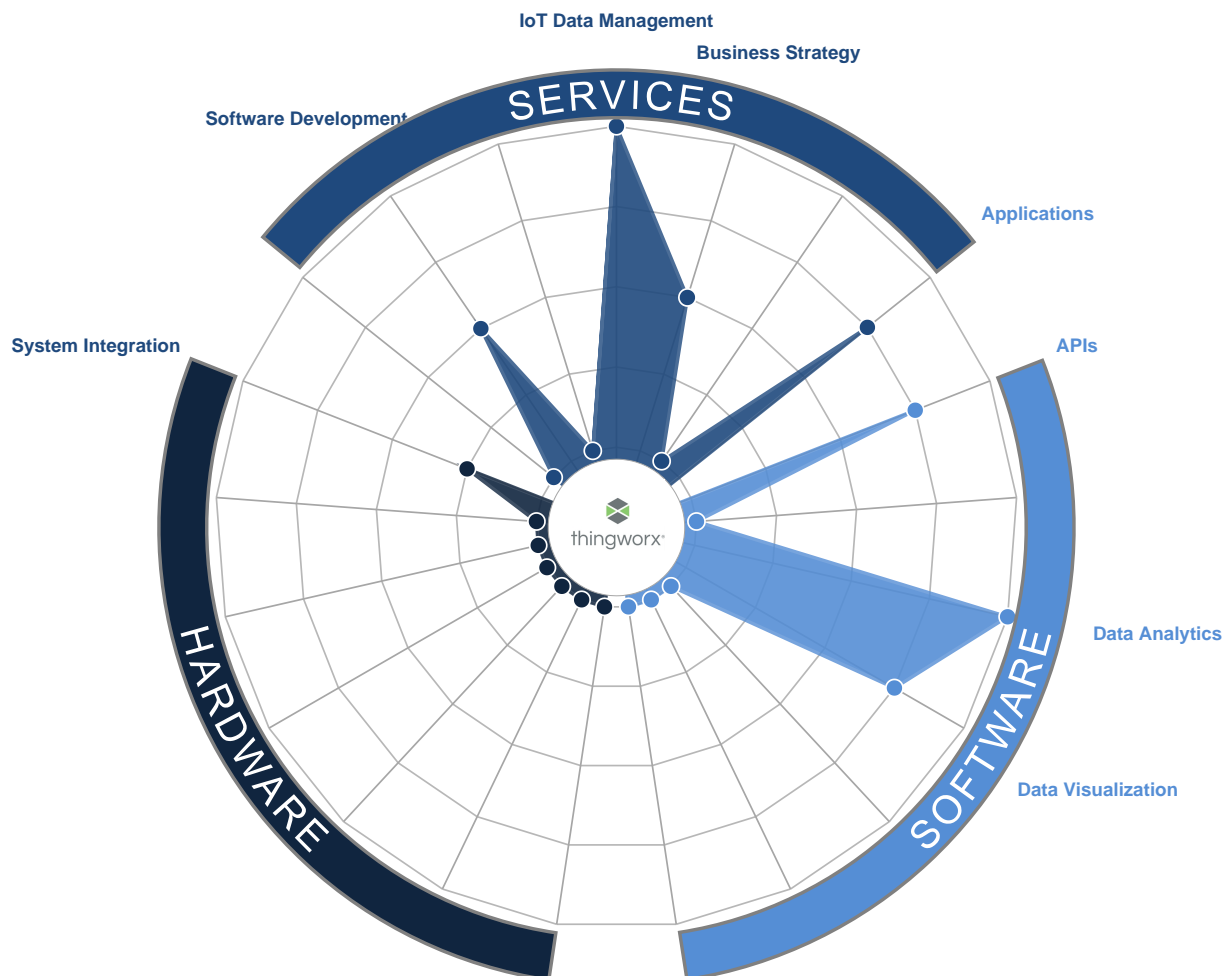 IoT Data Management
Business Strategy
SERVICES
Software Development
Applications
System Integration
APIs
thingworx
HARDWARE
SOFTWARE
Data Analytics
Data Visualization